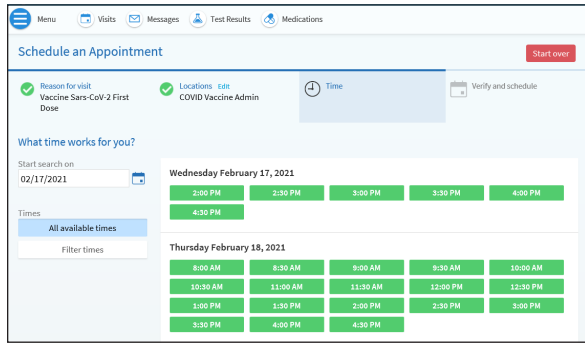 Menu Visits Messages Test Results Medications
Schedule an Appointment
Start over
Reason for visit
Vaccine Sars-CoV-2 First
Dose
Locations Edit
COVID Vaccine Admin
Time
Verify and schedule
What time works for you?
Start search on
02/17/2021
Times
All available times
Filter times
Wednesday February 17, 2021
2:00 PM 2:30 PM 3:00 PM 3:30 PM 4:00 PM
4:30 PM
Thursday February 18, 2021
8:00 AM 8:30 AM 9:00 AM 9:30 AM 10:00 AM
10:30 AM 11:00 AM 11:30 AM 12:00 PM 12:30 PM
1:00 PM 1:30 PM 2:00 PM 2:30 PM 3:00 PM
3:30 PM 4:00 PM 4:30 PM